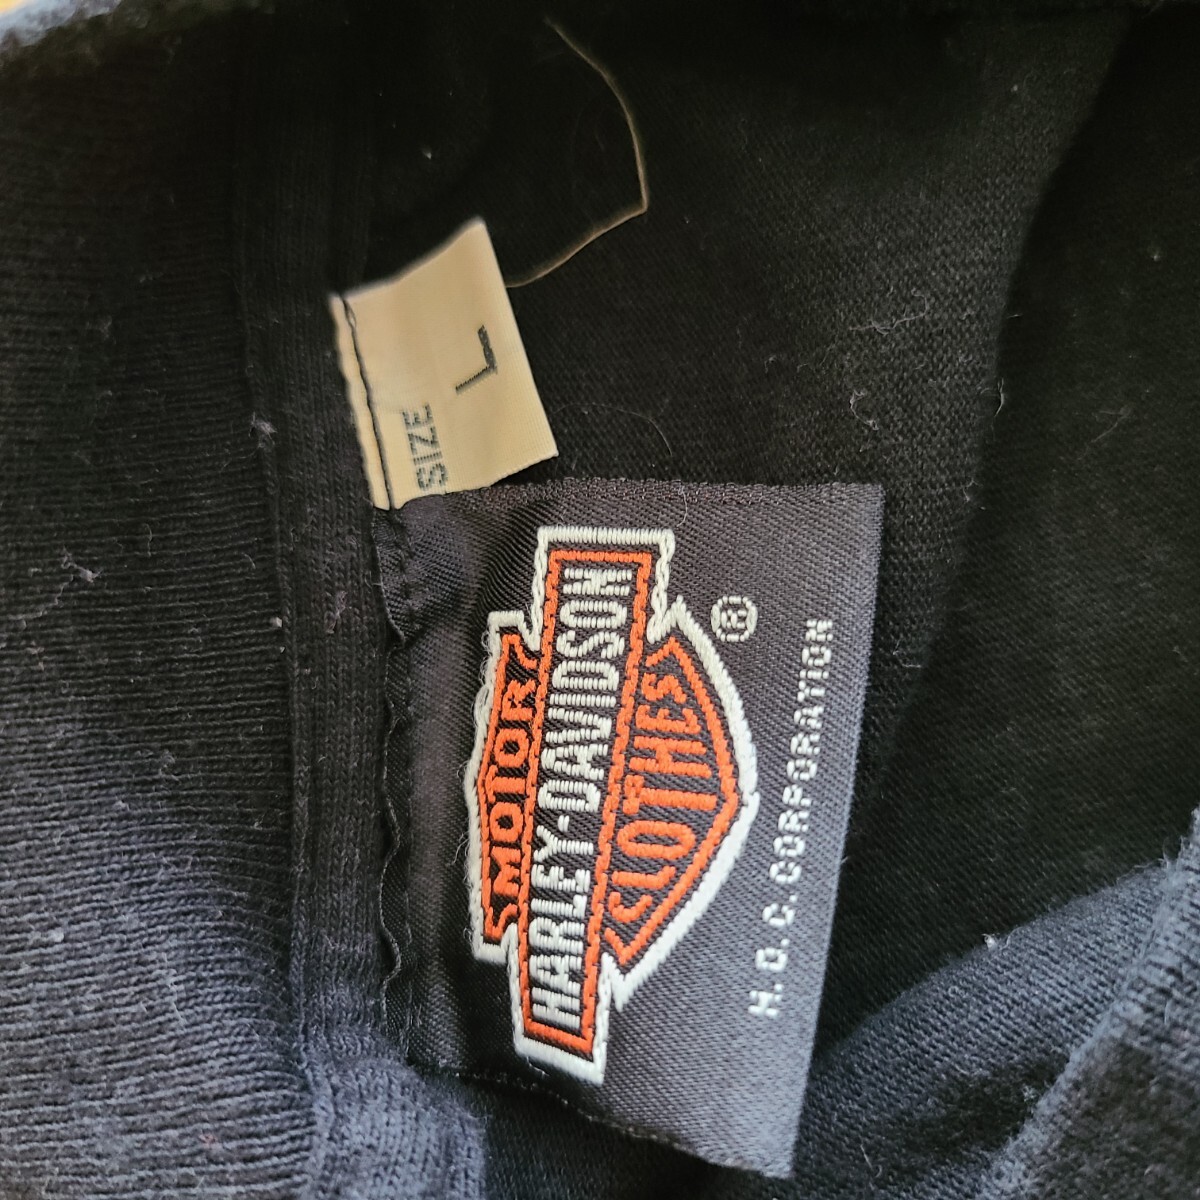 SIZE
L
MOTOR
HARLEY-DAVIDSON
CLOTHES
®
H.D.C.CORPORATION